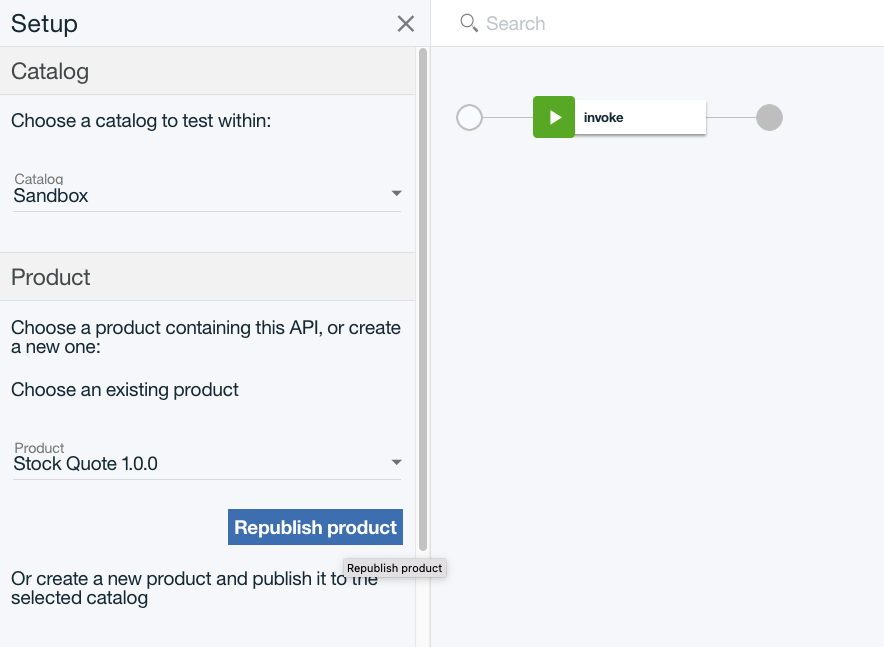 Setup
Search
Catalog
Choose a catalog to test within:
Catalog
Sandbox
invoke
Product
Choose a product containing this API, or create
a new one:
Choose an existing product
Product
Stock Quote 1.0.0
Republish product
Republish product
Or create a new product and publish it to the
selected catalog